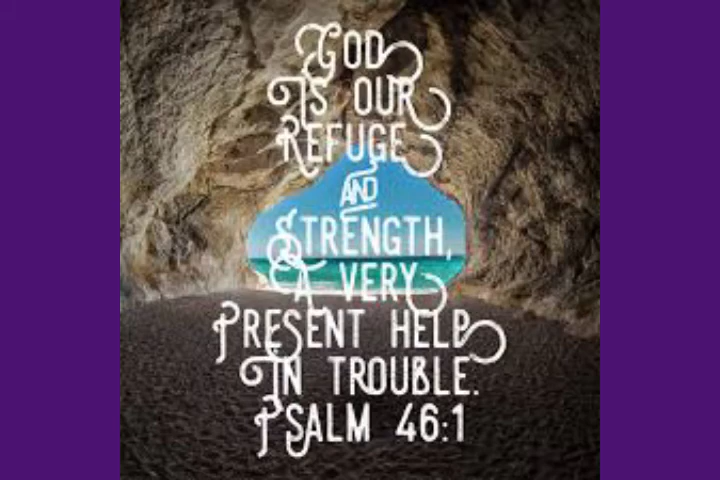 God
Is our
Refuge
and
Strength,
A very
Present help
In trouble.
Psalm 46:1